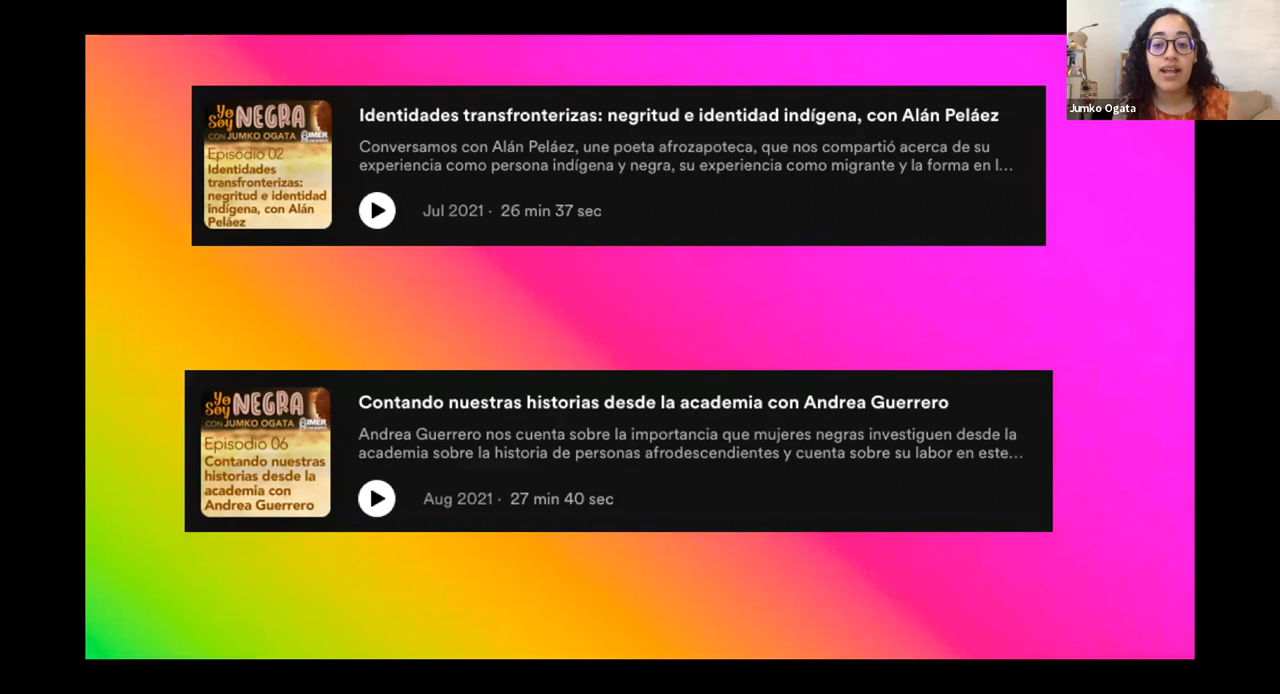 Jumko Ogata
Yo Soy NEGRA
CON JUMKO OGATA IMER
Episodio 02
Identidades
transfronterizas:
negritud e identidad
indígena, con Alán
Peláez
Identidades transfronterizas: negritud e identidad indígena, con Alán Peláez
Conversamos con Alán Peláez, une poeta afrozapoteca, que nos compartió acerca de su
experiencia como persona indígena y negra, su experiencia como migrante y la forma en l…
Jul 2021 · 26 min 37 sec
Yo Soy NEGRA
CON JUMKO OGATA IMER
Episodio 06
Contando nuestras
historias desde la
academia con
Andrea Guerrero
Contando nuestras historias desde la academia con Andrea Guerrero
Andrea Guerrero nos cuenta sobre la importancia que mujeres negras investiguen desde la
academia sobre la historia de personas afrodescendientes y cuenta sobre su labor en este…
Aug 2021 · 27 min 40 sec